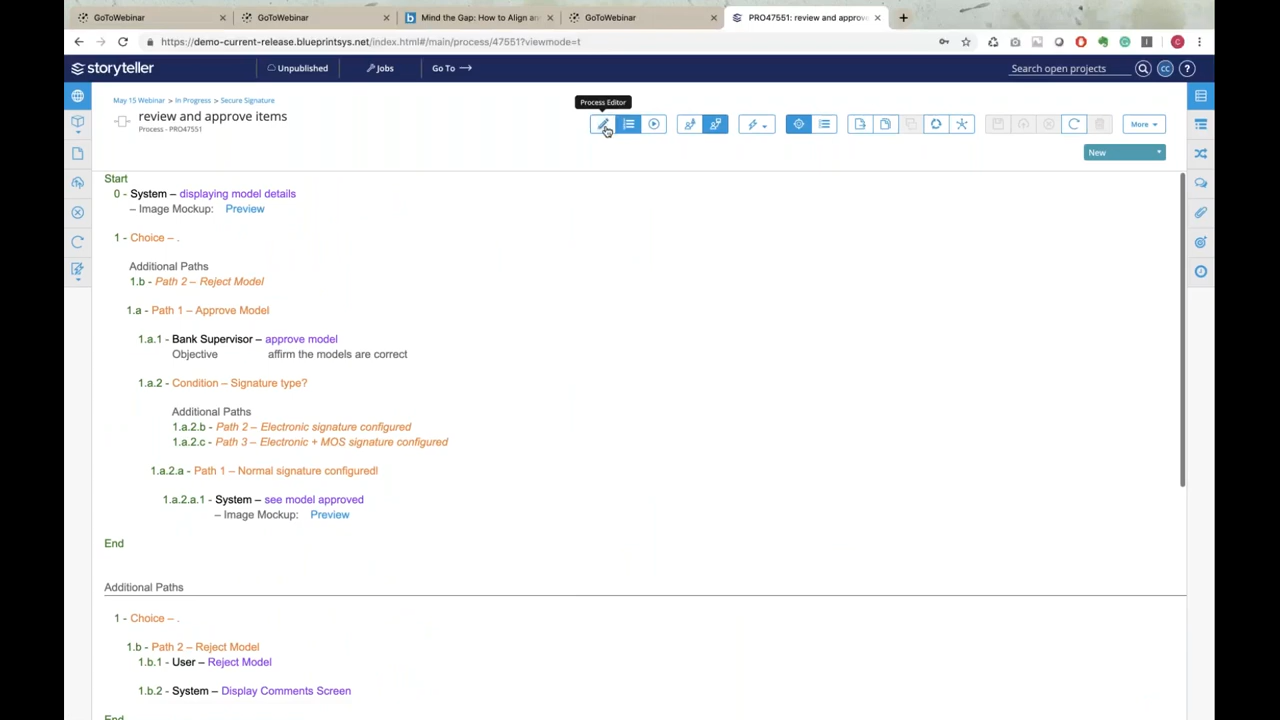 GoToWebinar
GoToWebinar
Mind the Gap: How to Align an
GoToWebinar
PRO47551: review and approv
https://demo-current-release.blueprintsys.net/index.html#/main/process/47551?viewmode=t
C
storyteller
Unpublished
Jobs
Go To
Search open projects
CC
?
May 15 Webinar > In Progress > Secure Signature
Process Editor
review and approve items
Process - PRO47551
More
New
Start
0 - System – displaying model details
– Image Mockup: Preview
1 - Choice – .
Additional Paths
1.b - Path 2 – Reject Model
1.a - Path 1 – Approve Model
1.a.1 - Bank Supervisor – approve model
Objective affirm the models are correct
1.a.2 - Condition – Signature type?
Additional Paths
1.a.2.b - Path 2 – Electronic signature configured
1.a.2.c - Path 3 – Electronic + MOS signature configured
1.a.2.a - Path 1 – Normal signature configured!
1.a.2.a.1 - System – see model approved
– Image Mockup: Preview
End
Additional Paths
1 - Choice – .
1.b - Path 2 – Reject Model
1.b.1 - User – Reject Model
1.b.2 - System – Display Comments Screen
End